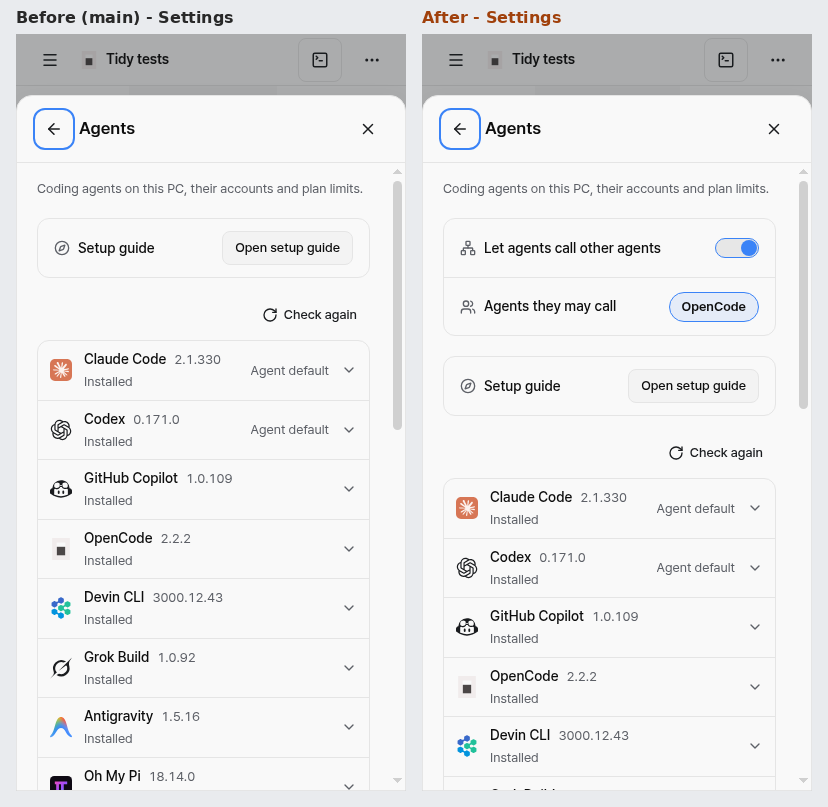 Before (main) - Settings
Tidy tests
Agents
Coding agents on this PC, their accounts and plan limits.
Setup guide
Open setup guide
Check again
Claude Code 2.1.330
Installed
Agent default
Codex 0.171.0
Installed
Agent default
GitHub Copilot 1.0.109
Installed
OpenCode 2.2.2
Installed
Devin CLI 3000.12.43
Installed
Grok Build 1.0.92
Installed
Antigravity 1.5.16
Installed
Oh My Pi 18.14.0
After - Settings
Tidy tests
Agents
Coding agents on this PC, their accounts and plan limits.
Let agents call other agents
Agents they may call
OpenCode
Setup guide
Open setup guide
Check again
Claude Code 2.1.330
Installed
Agent default
Codex 0.171.0
Installed
Agent default
GitHub Copilot 1.0.109
Installed
OpenCode 2.2.2
Installed
Devin CLI 3000.12.43
Installed